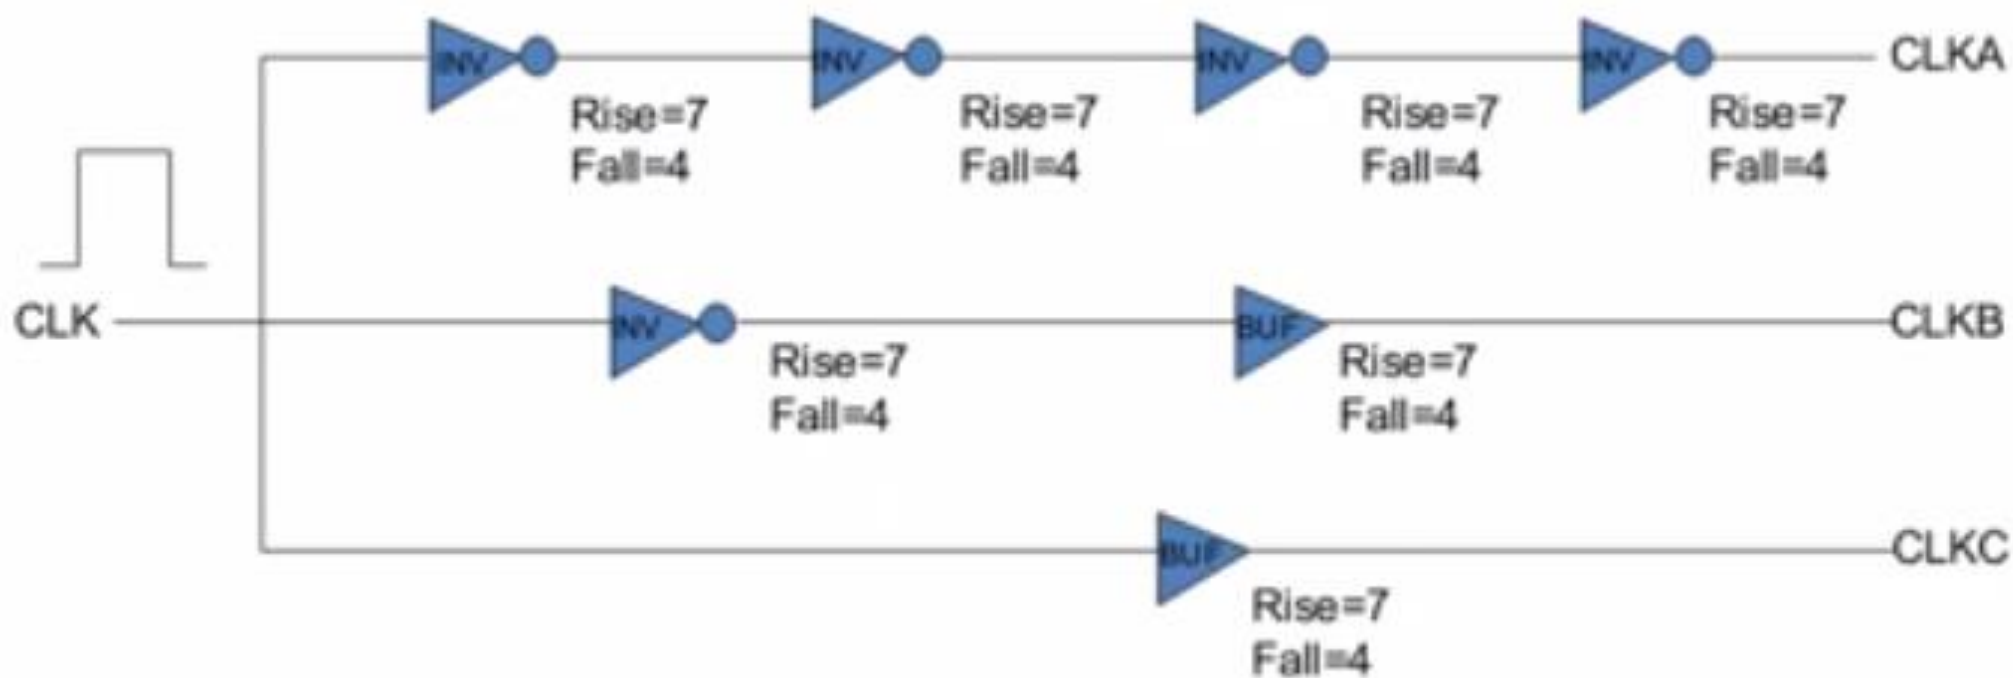 INV
INV
INV
INV
CLKA
Rise=7
Fall=4
Rise=7
Fall=4
Rise=7
Fall=4
Rise=7
Fall=4
CLK
INV
BUF
CLKB
Rise=7
Fall=4
Rise=7
Fall=4
BUF
CLKC
Rise=7
Fall=4